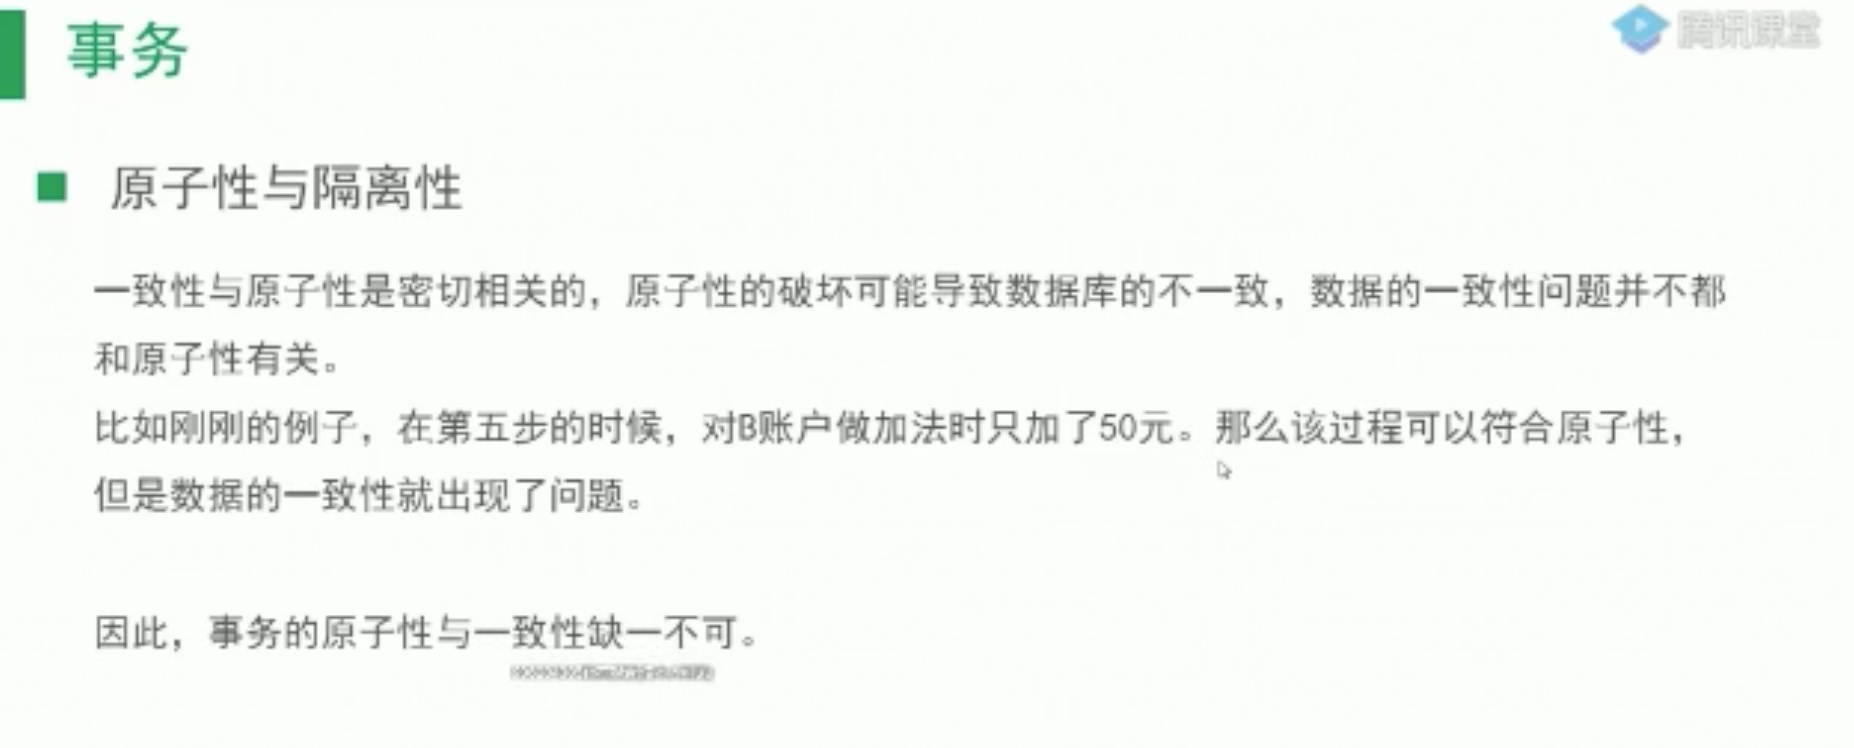 事务
腾讯课堂
原子性与隔离性
一致性与原子性是密切相关的，原子性的破坏可能导致数据库的不一致，数据的一致性问题并不都
和原子性有关。
比如刚刚的例子，在第五步的时候，对B账户做加法时只加了50元。那么该过程可以符合原子性，
但是数据的一致性就出现了问题。
因此，事务的原子性与一致性缺一不可。